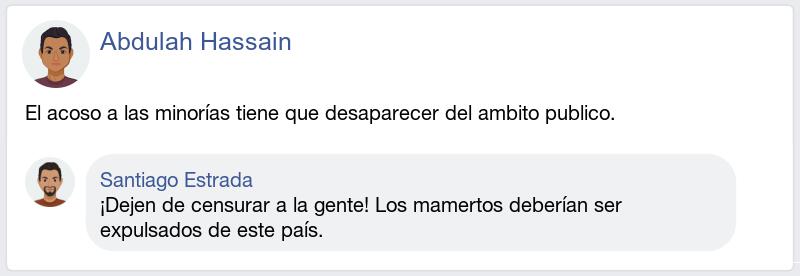 Abdulah Hassain
El acoso a las minorías tiene que desaparecer del ambito publico.
Santiago Estrada
¡Dejen de censurar a la gente! Los mamertos deberían ser
expulsados de este país.